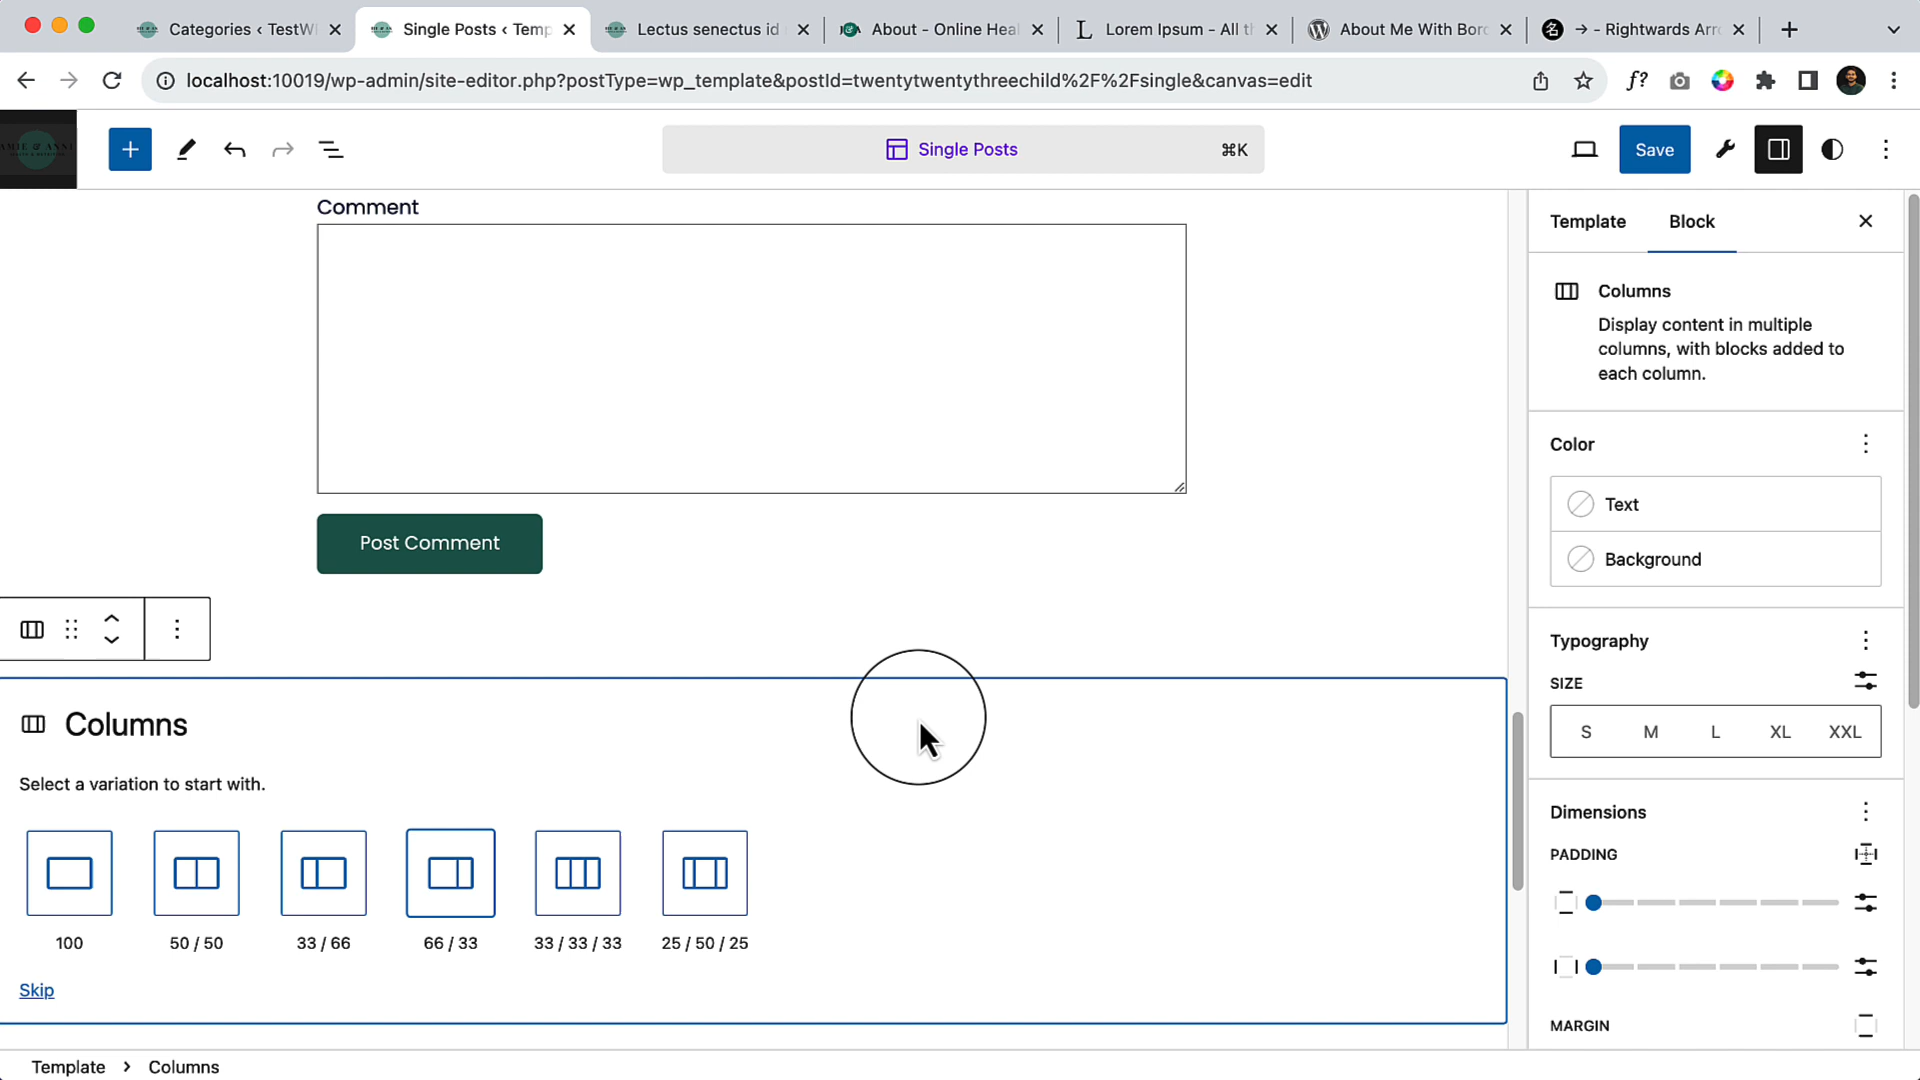 Categories ‹ TestWI
Single Posts ‹ Temp
Lectus senectus id
About - Online Heal
Lorem Ipsum - All th
About Me With Bord
→ - Rightwards Arro
localhost:10019/wp-admin/site-editor.php?postType=wp_template&postId=twentytwentythreechild%2F%2Fsingle&canvas=edit
Single Posts
⌘K
Save
Comment
Post Comment
Columns
Select a variation to start with.
100
50 / 50
33 / 66
66 / 33
33 / 33 / 33
25 / 50 / 25
Skip
Template
Block
Columns
Display content in multiple
columns, with blocks added to
each column.
Color
Text
Background
Typography
SIZE
S
M
L
XL
XXL
Dimensions
PADDING
MARGIN
Template › Columns